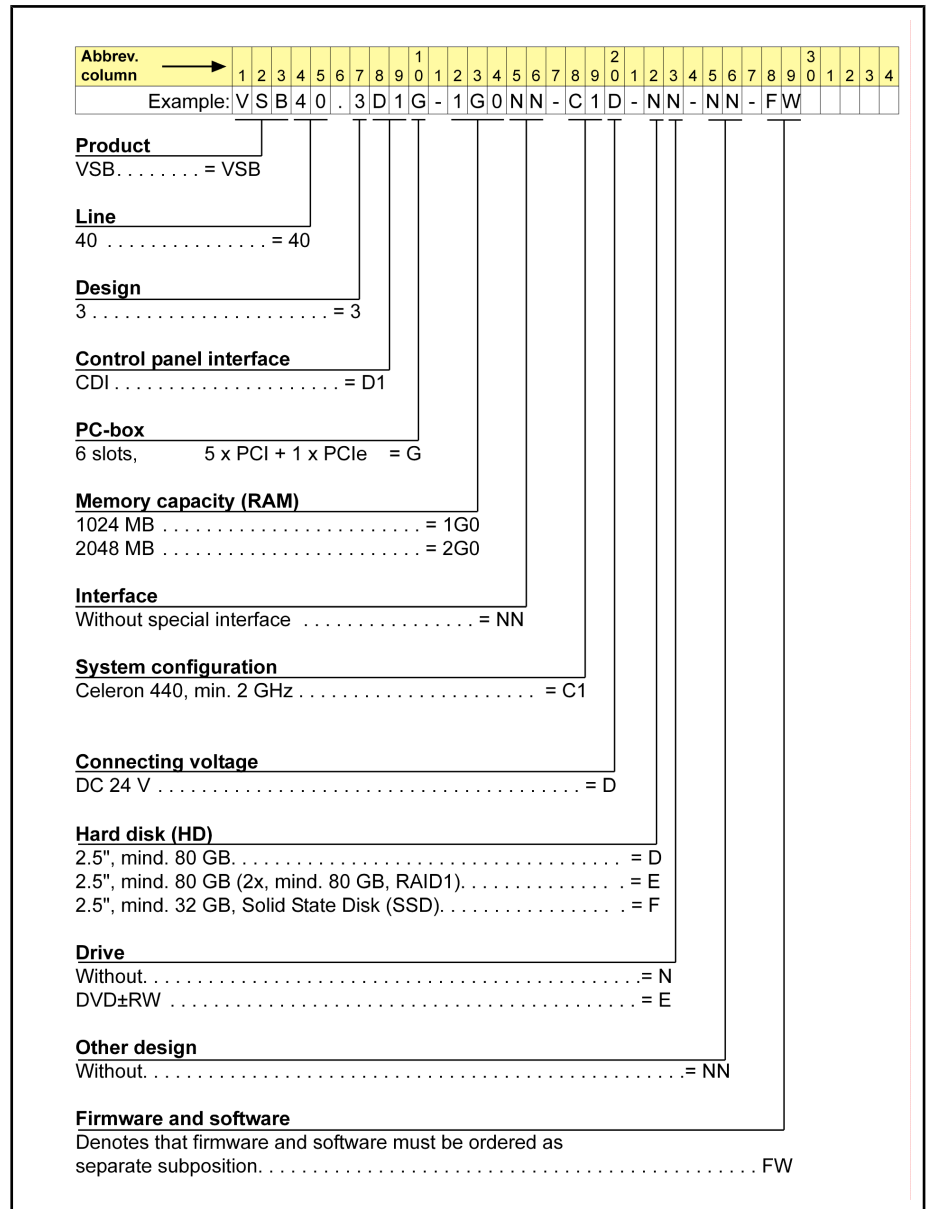 Abbrev. column 1 2 3 4 5 6 7 8 9 10 1 2 3 4 5 6 7 8 9 20 1 2 3 4 5 6 7 8 9 30 1 2 3 4
Example: V S B 4 0 . 3 D 1 G - 1 G 0 N N - C 1 D - N N - N N - F W
Product
VSB. . . . . . . . = VSB
Line
40 . . . . . . . . . . . . . . . = 40
Design
3 . . . . . . . . . . . . . . . . . . . . . . = 3
Control panel interface
CDI . . . . . . . . . . . . . . . . . . . . . = D1
PC-box
6 slots, 5 x PCI + 1 x PCIe = G
Memory capacity (RAM)
1024 MB . . . . . . . . . . . . . . . . . . . . . . . . = 1G0
2048 MB . . . . . . . . . . . . . . . . . . . . . . . . = 2G0
Interface
Without special interface . . . . . . . . . . . . . . . . = NN
System configuration
Celeron 440, min. 2 GHz . . . . . . . . . . . . . . . . . . . . . . = C1
Connecting voltage
DC 24 V . . . . . . . . . . . . . . . . . . . . . . . . . . . . . . . . . . . . . . . = D
Hard disk (HD)
2.5", mind. 80 GB. . . . . . . . . . . . . . . . . . . . . . . . . . . . . . . . . . . . = D
2.5", mind. 80 GB (2x, mind. 80 GB, RAID1). . . . . . . . . . . . . . . = E
2.5", mind. 32 GB, Solid State Disk (SSD). . . . . . . . . . . . . . . . . = F
Drive
Without. . . . . . . . . . . . . . . . . . . . . . . . . . . . . . . . . . . . . . . . . . . . . .= N
DVD±RW . . . . . . . . . . . . . . . . . . . . . . . . . . . . . . . . . . . . . . . . . . . = E
Other design
Without. . . . . . . . . . . . . . . . . . . . . . . . . . . . . . . . . . . . . . . . . . . . . . . . . .= NN
Firmware and software
Denotes that firmware and software must be ordered as
separate subposition. . . . . . . . . . . . . . . . . . . . . . . . . . . . . . . . . . . . . . . . . . . . . . FW